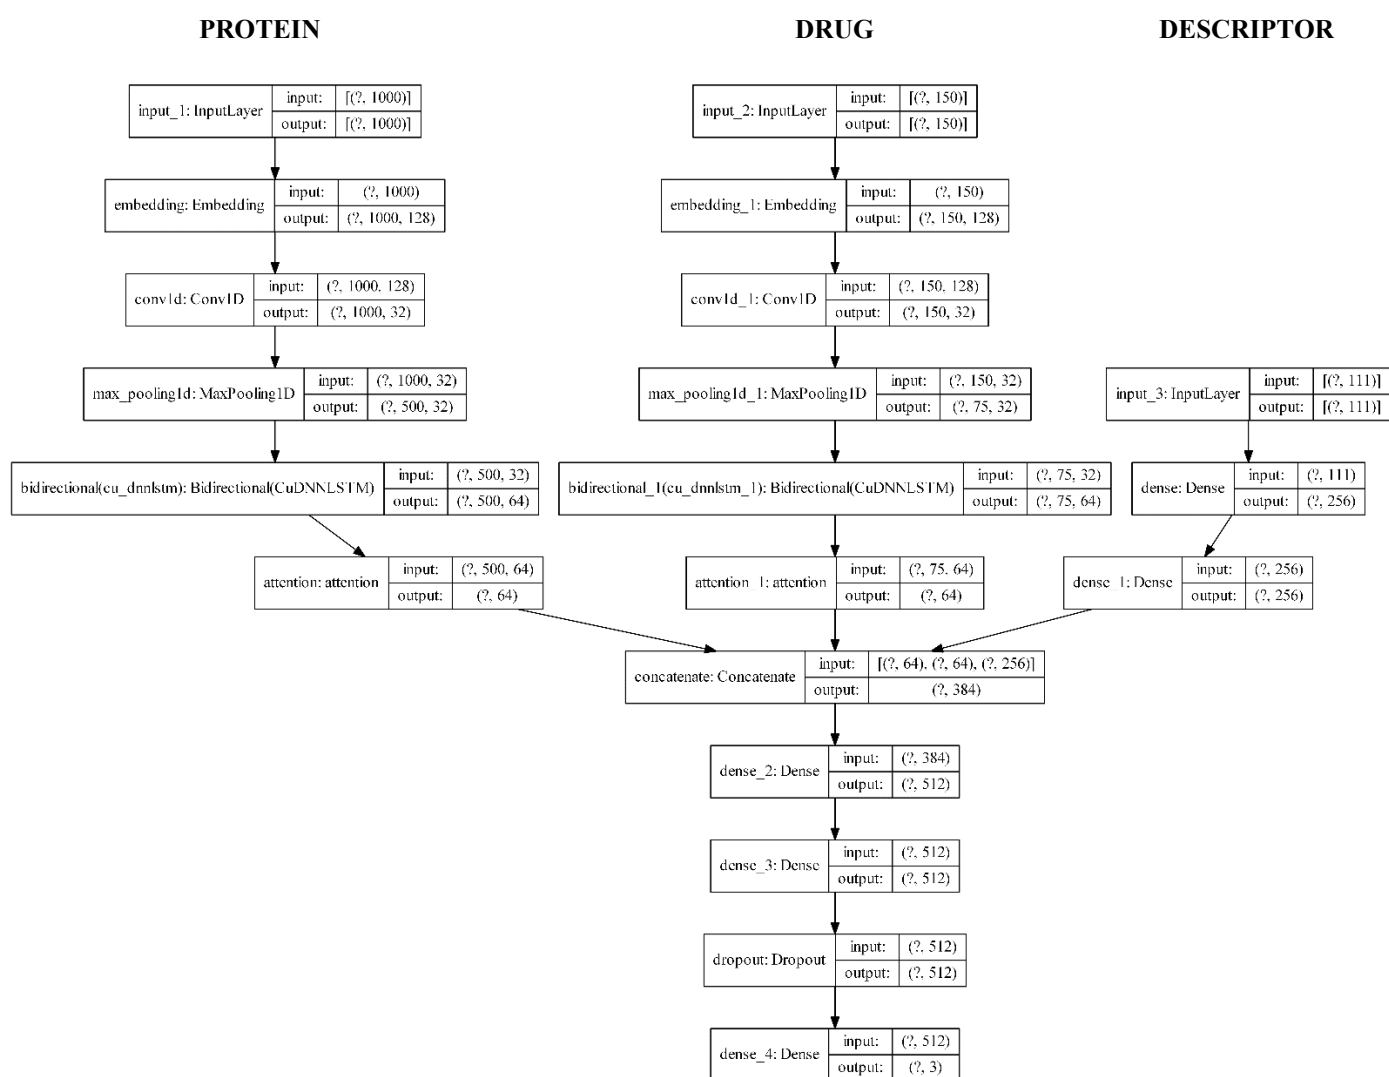 PROTEIN DRUG DESCRIPTOR
input_1: InputLayer input: [(?, 1000)]
output: [(?, 1000)]
input_2: InputLayer input: [(?, 150)]
output: [(?, 150)]
embedding: Embedding input: (?, 1000)
output: (?, 1000, 128)
embedding_1: Embedding input: (?, 150)
output: (?, 150, 128)
conv1d: Conv1D input: (?, 1000, 128)
output: (?, 1000, 32)
conv1d_1: Conv1D input: (?, 150, 128)
output: (?, 150, 32)
max_pooling1d: MaxPooling1D input: (?, 1000, 32)
output: (?, 500, 32)
max_pooling1d_1: MaxPooling1D input: (?, 150, 32)
output: (?, 75, 32)
input_3: InputLayer input: [(?, 111)]
output: [(?, 111)]
bidirectional(cu_dnnlstm): Bidirectional(CuDNNLSTM) input: (?, 500, 32)
output: (?, 500, 64)
bidirectional_1(cu_dnnlstm_1): Bidirectional(CuDNNLSTM) input: (?, 75, 32)
output: (?, 75, 64)
dense: Dense input: (?, 111)
output: (?, 256)
attention: attention input: (?, 500, 64)
output: (?, 64)
attention_1: attention input: (?, 75, 64)
output: (?, 64)
dense_1: Dense input: (?, 256)
output: (?, 256)
concatenate: Concatenate input: [(?, 64), (?, 64), (?, 256)]
output: (?, 384)
dense_2: Dense input: (?, 384)
output: (?, 512)
dense_3: Dense input: (?, 512)
output: (?, 512)
dropout: Dropout input: (?, 512)
output: (?, 512)
dense_4: Dense input: (?, 512)
output: (?, 3)